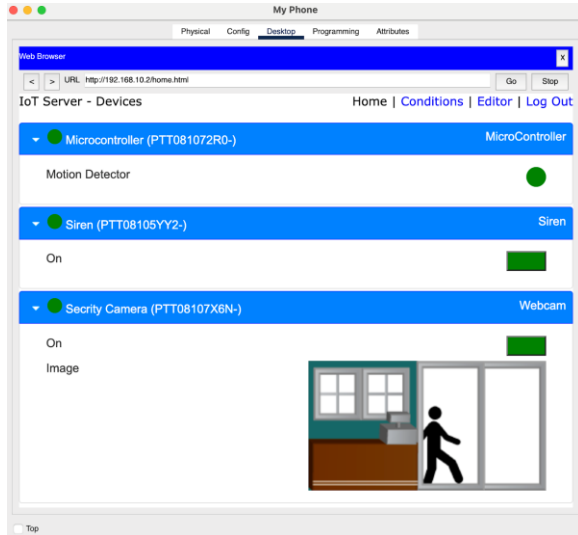 My Phone
Physical Config Desktop Programming Attributes
Web Browser X
< > URL http://192.168.10.2/home.html Go Stop
IoT Server - Devices Home | Conditions | Editor | Log Out
Microcontroller (PTT081072R0-) MicroController
Motion Detector
Siren (PTT08105YY2-) Siren
On
Secrity Camera (PTT08107X6N-) Webcam
On
Image
Top